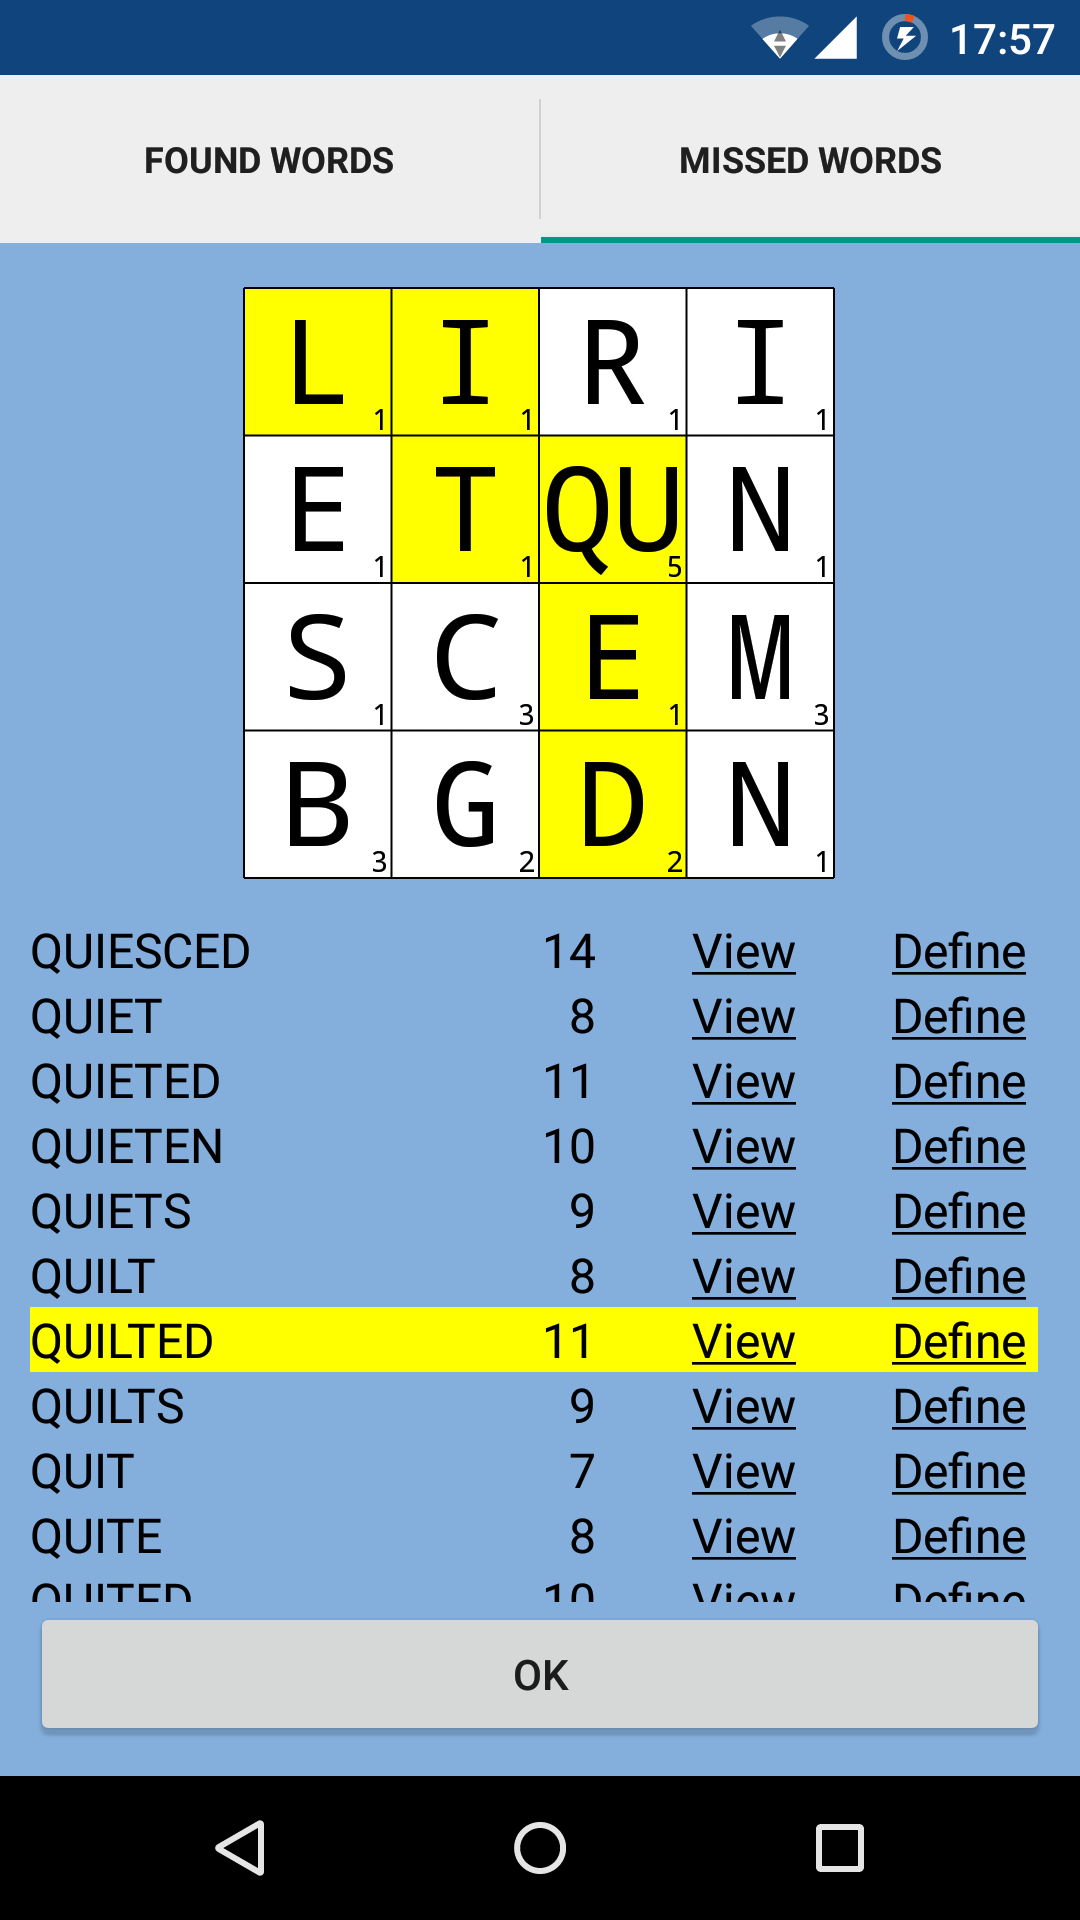 17:57
FOUND WORDS MISSED WORDS
L 1 I 1 R 1 I 1
E 1 T 1 QU 5 N 1
S 1 C 3 E 1 M 3
B 3 G 2 D 2 N 1
QUIESCED 14 View Define
QUIET 8 View Define
QUIETED 11 View Define
QUIETEN 10 View Define
QUIETS 9 View Define
QUILT 8 View Define
QUILTED 11 View Define
QUILTS 9 View Define
QUIT 7 View Define
QUITE 8 View Define
QUITED 10 View Define
OK